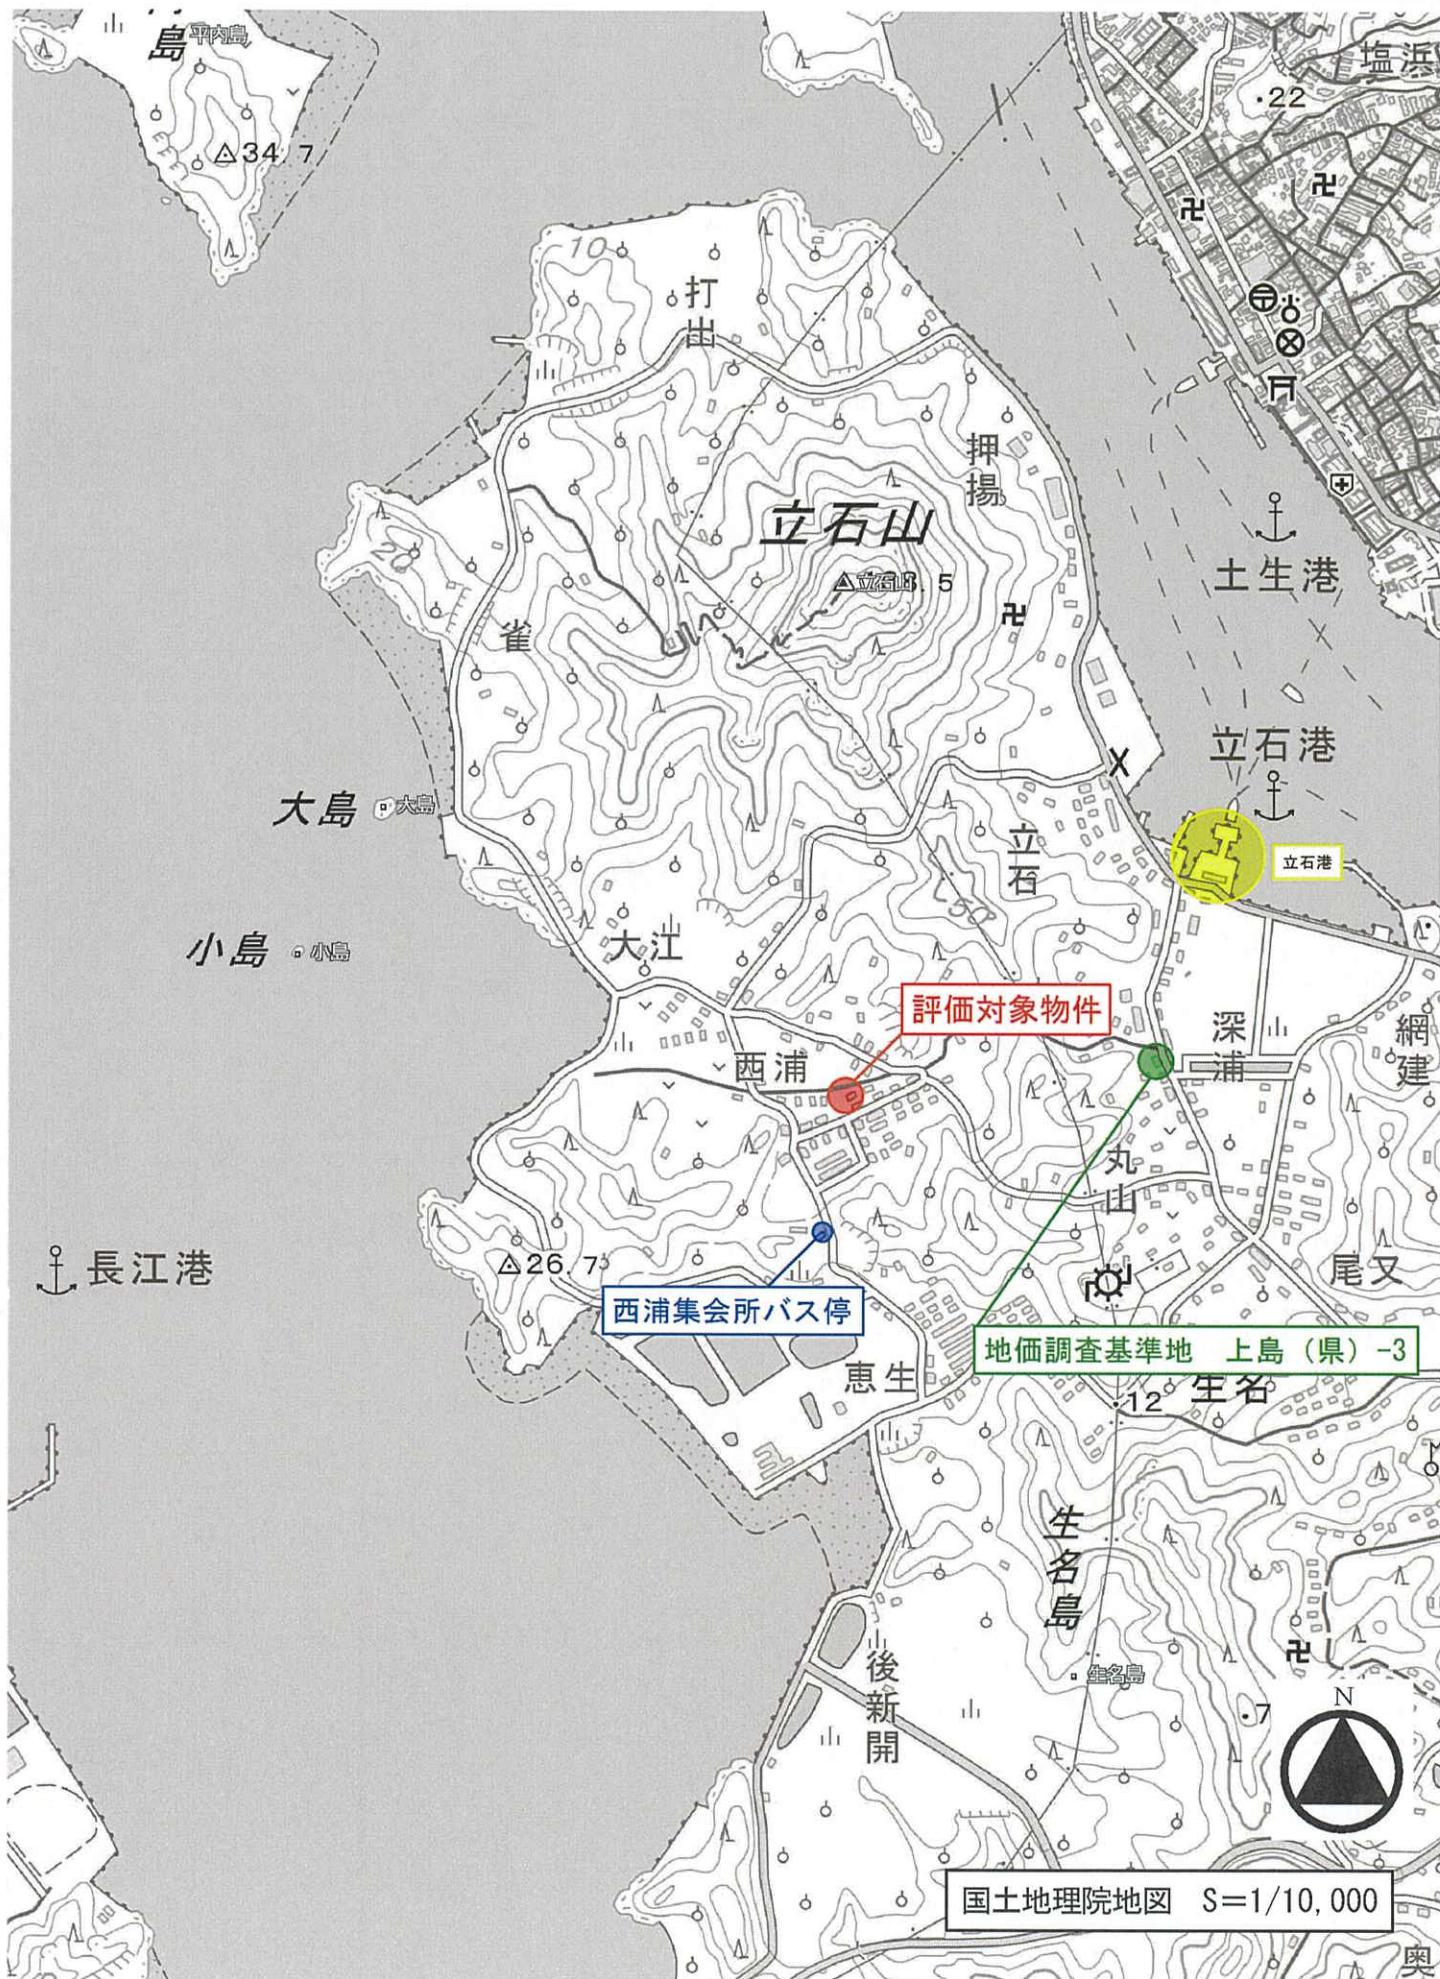 島
平内島
34.7
塩浜
22
10
打出
押揚
立石山
5
20
雀
土生港
立石港
大島
大島
立石
立石港
50
小島
小島
大江
評価対象物件
深浦
網建
西浦
丸山
長江港
26.7
尾又
西浦集会所バス停
地価調査基準地 上島(県)-3
恵生
生名
12
生名島
生名島
後新開
7
N
国土地理院地図 S=1/10,000
奥